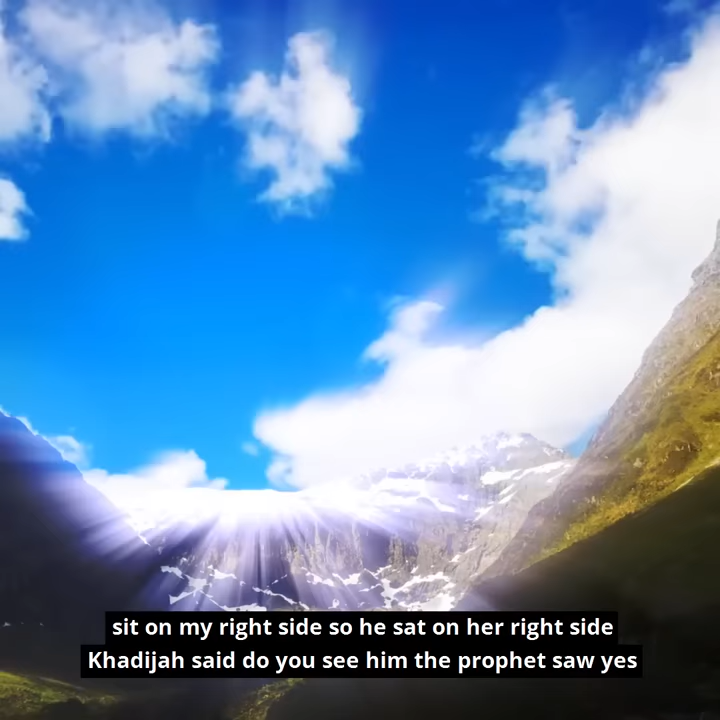 sit on my right side so he sat on her right side
Khadijah said do you see him the prophet saw yes